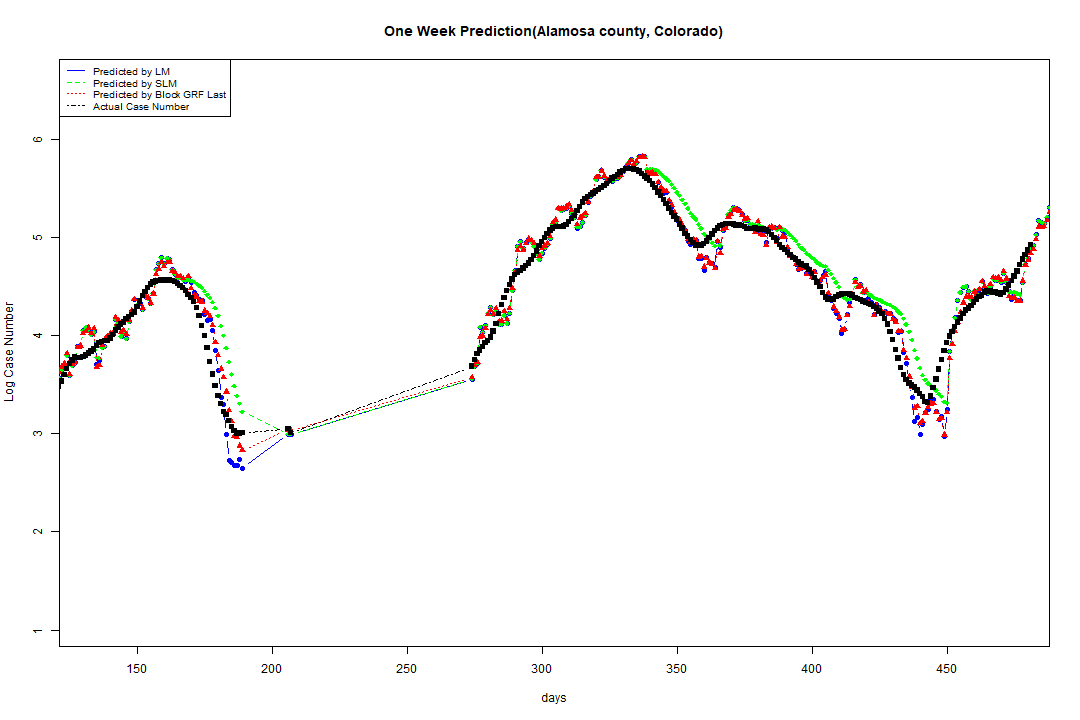 One Week Prediction(Alamosa county, Colorado)
Predicted by LM
Predicted by SLM
Predicted by Block GRF Last
Actual Case Number
6
5
4
3
2
1
Log Case Number
150 200 250 300 350 400 450
days